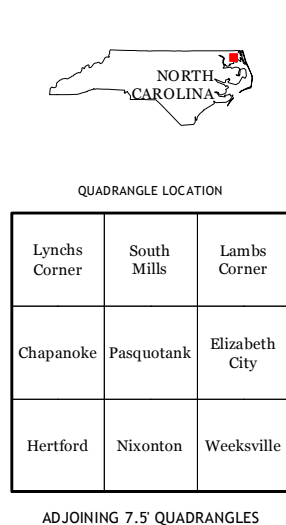 NORTH
CAROLINA
QUADRANGLE LOCATION
Lynchs
Corner
South
Mills
Lambs
Corner
Chapanoke
Pasquotank
Elizabeth
City
Hertford
Nixonton
Weeksville
ADJOINING 7.5' QUADRANGLES